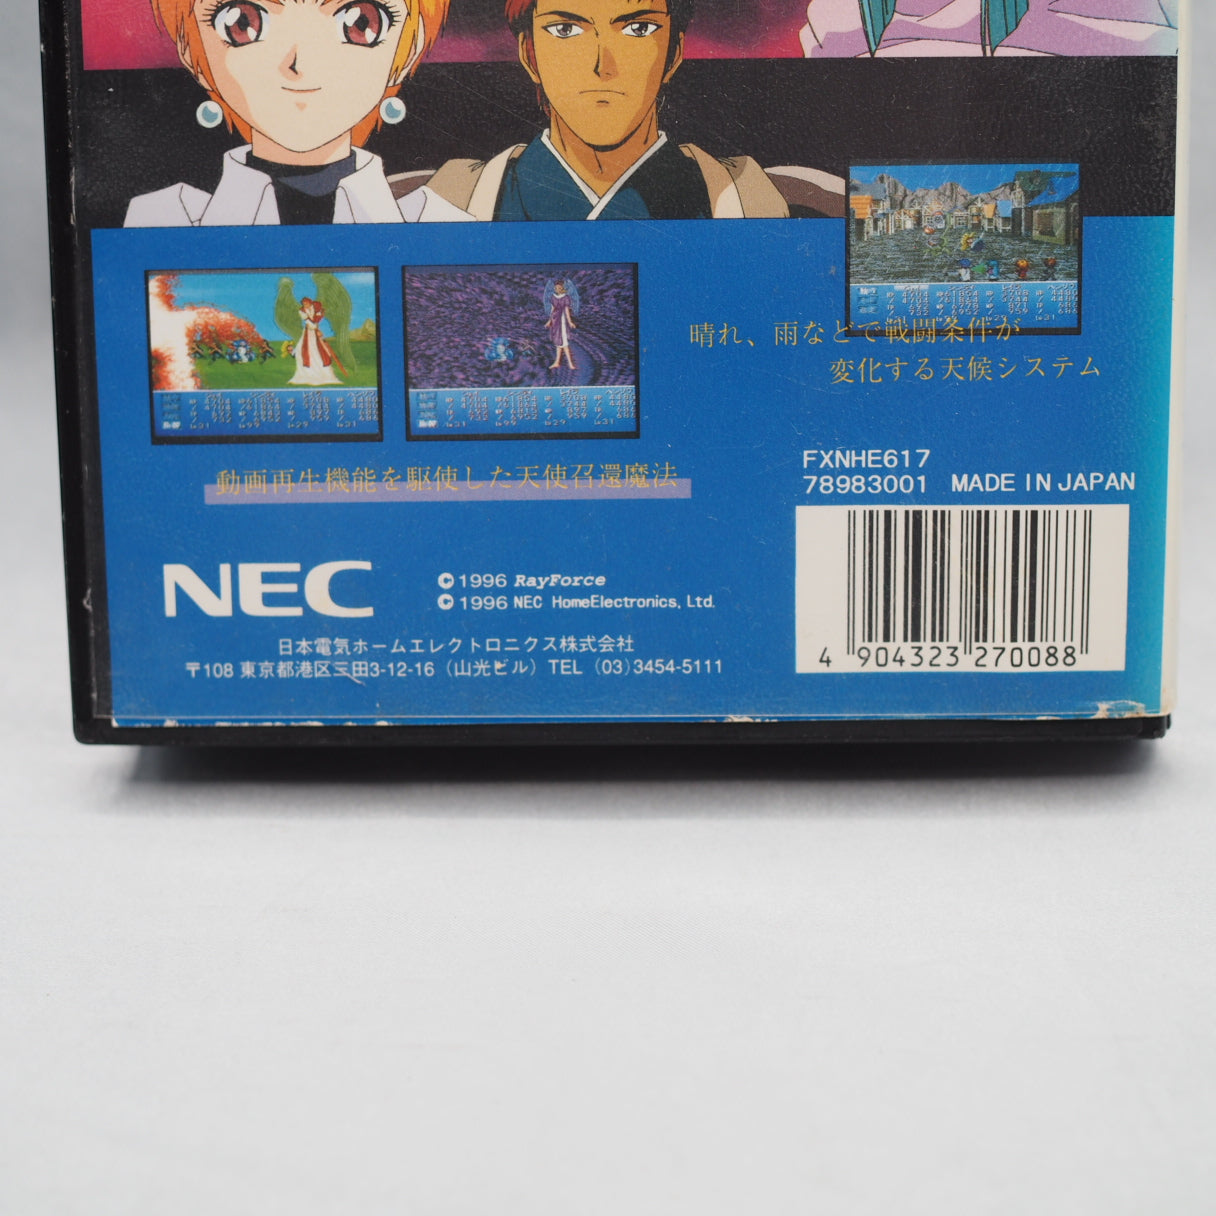 晴れ、雨などで戦闘条件が
変化する天候システム
動画再生機能を駆使した天使召還魔法
FXNHE617
78983001 MADE IN JAPAN
NEC
©1996 RayForce
©1996 NEC HomeElectronics, Ltd.
日本電気ホームエレクトロニクス株式会社
〒108 東京都港区三田3-12-16 (山光ビル) TEL (03)3454-5111
4 904323 270088